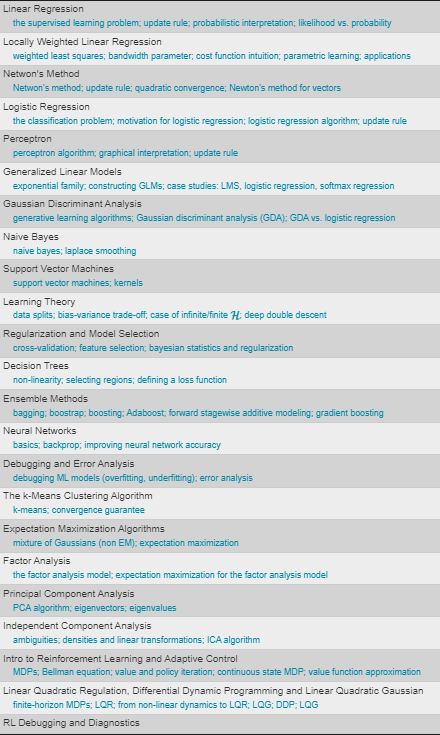 Linear Regression
the supervised learning problem; update rule; probabilistic interpretation; likelihood vs. probability
Locally Weighted Linear Regression
weighted least squares; bandwidth parameter; cost function intuition; parametric learning; applications
Netwon's Method
Netwon's method; update rule; quadratic convergence; Newton's method for vectors
Logistic Regression
the classification problem; motivation for logistic regression; logistic regression algorithm; update rule
Perceptron
perceptron algorithm; graphical interpretation; update rule
Generalized Linear Models
exponential family; constructing GLMs; case studies: LMS, logistic regression, softmax regression
Gaussian Discriminant Analysis
generative learning algorithms; Gaussian discriminant analysis (GDA); GDA vs. logistic regression
Naive Bayes
naive bayes; laplace smoothing
Support Vector Machines
support vector machines; kernels
Learning Theory
data splits; bias-variance trade-off; case of infinite/finite ℋ; deep double descent
Regularization and Model Selection
cross-validation; feature selection; bayesian statistics and regularization
Decision Trees
non-linearity; selecting regions; defining a loss function
Ensemble Methods
bagging; boostrap; boosting; Adaboost; forward stagewise additive modeling; gradient boosting
Neural Networks
basics; backprop; improving neural network accuracy
Debugging and Error Analysis
debugging ML models (overfitting, underfitting); error analysis
The k-Means Clustering Algorithm
k-means; convergence guarantee
Expectation Maximization Algorithms
mixture of Gaussians (non EM); expectation maximization
Factor Analysis
the factor analysis model; expectation maximization for the factor analysis model
Principal Component Analysis
PCA algorithm; eigenvectors; eigenvalues
Independent Component Analysis
ambiguities; densities and linear transformations; ICA algorithm
Intro to Reinforcement Learning and Adaptive Control
MDPs; Bellman equation; value and policy iteration; continuous state MDP; value function approximation
Linear Quadratic Regulation, Differential Dynamic Programming and Linear Quadratic Gaussian
finite-horizon MDPs; LQR; from non-linear dynamics to LQR; LQG; DDP; LQG
RL Debugging and Diagnostics